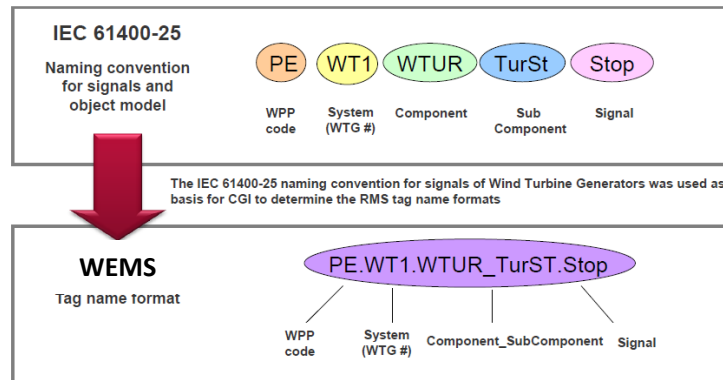 IEC 61400-25
Naming convention
for signals and
object model
PE WT1 WTUR TurSt Stop
WPP
code
System
(WTG #)
Component
Sub
Component
Signal
The IEC 61400-25 naming convention for signals of Wind Turbine Generators was used as
basis for CGI to determine the RMS tag name formats
WEMS
Tag name format
PE.WT1.WTUR_TurST.Stop
WPP
code
System
(WTG #)
Component_SubComponent
Signal